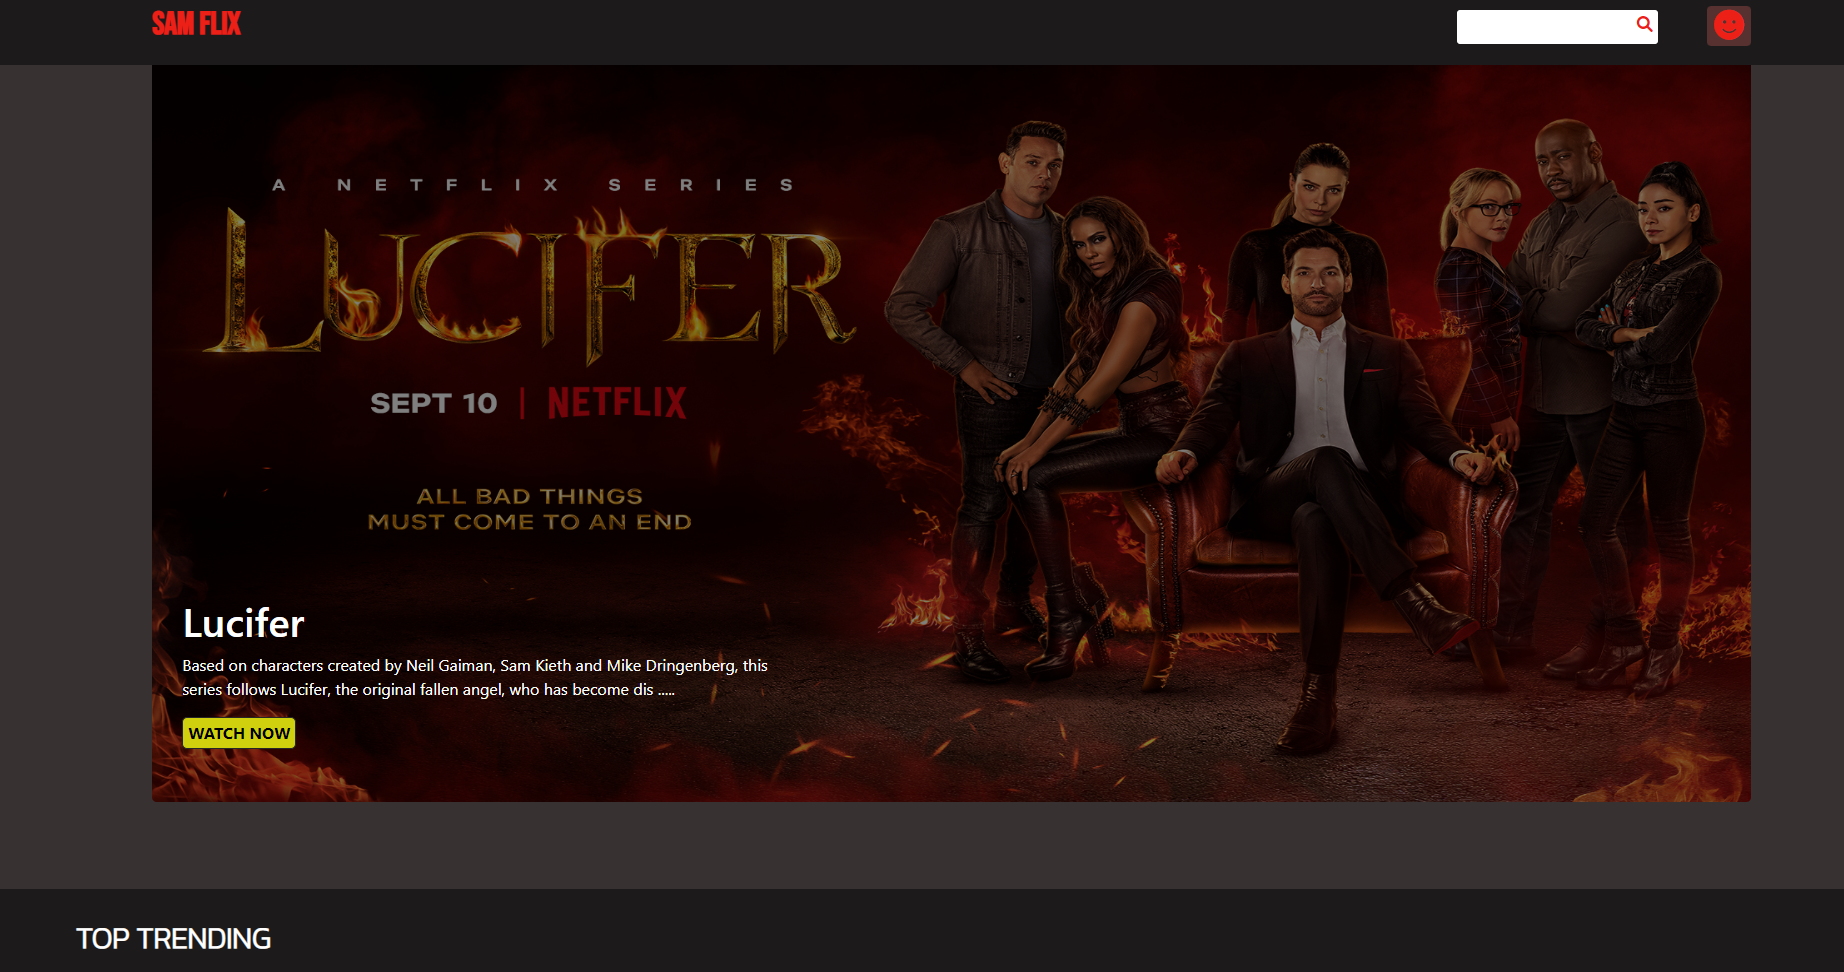 SAM FLIX
A NETFLIX SERIES
LUCIFER
SEPT 10 | NETFLIX
ALL BAD THINGS
MUST COME TO AN END
Lucifer
Based on characters created by Neil Gaiman, Sam Kieth and Mike Dringenberg, this
series follows Lucifer, the original fallen angel, who has become dis .....
WATCH NOW
TOP TRENDING